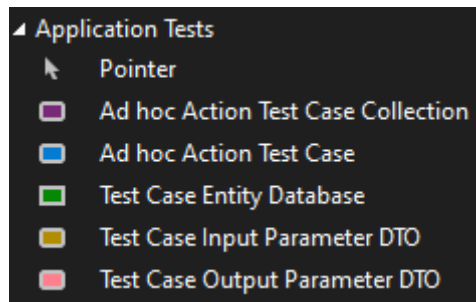 Application Tests
Pointer
Ad hoc Action Test Case Collection
Ad hoc Action Test Case
Test Case Entity Database
Test Case Input Parameter DTO
Test Case Output Parameter DTO